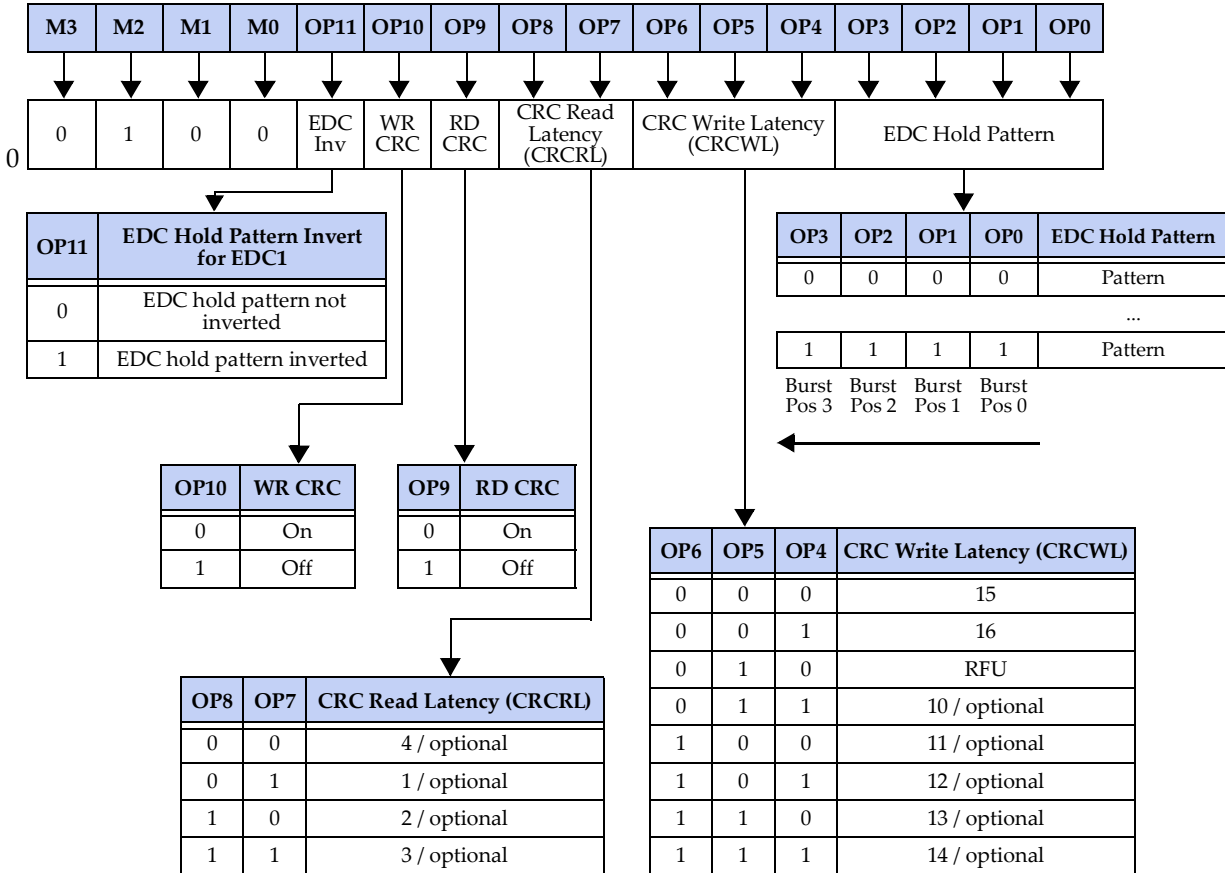 M3 M2 M1 M0 OP11 OP10 OP9 OP8 OP7 OP6 OP5 OP4 OP3 OP2 OP1 OP0
0
0 1 0 0
EDC
Inv
WR
CRC
RD
CRC
CRC Read
Latency
(CRCRL)
CRC Write Latency
(CRCWL)
EDC Hold Pattern
OP11
EDC Hold Pattern Invert
for EDC1
0
EDC hold pattern not
inverted
1 EDC hold pattern inverted
OP3 OP2 OP1 OP0 EDC Hold Pattern
0 0 0 0 Pattern
...
1 1 1 1 Pattern
Burst Burst Burst Burst
Pos 3 Pos 2 Pos 1 Pos 0
OP10 WR CRC
0 On
1 Off
OP9 RD CRC
0 On
1 Off
OP8 OP7 CRC Read Latency (CRCRL)
0 0 4 / optional
0 1 1 / optional
1 0 2 / optional
1 1 3 / optional
OP6 OP5 OP4 CRC Write Latency (CRCWL)
0 0 0 15
0 0 1 16
0 1 0 RFU
0 1 1 10 / optional
1 0 0 11 / optional
1 0 1 12 / optional
1 1 0 13 / optional
1 1 1 14 / optional